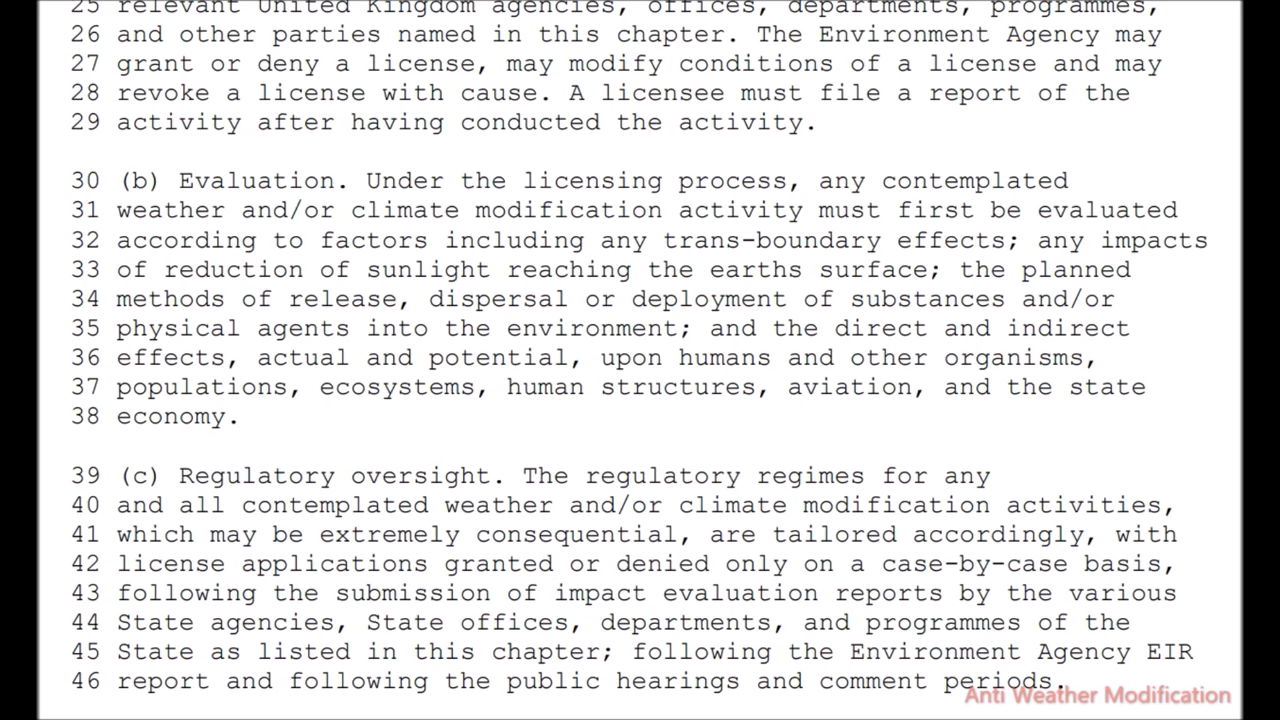 25 relevant United Kingdom agencies, offices, departments, programmes,
26 and other parties named in this chapter. The Environment Agency may
27 grant or deny a license, may modify conditions of a license and may
28 revoke a license with cause. A licensee must file a report of the
29 activity after having conducted the activity.
30 (b) Evaluation. Under the licensing process, any contemplated
31 weather and/or climate modification activity must first be evaluated
32 according to factors including any trans-boundary effects; any impacts
33 of reduction of sunlight reaching the earths surface; the planned
34 methods of release, dispersal or deployment of substances and/or
35 physical agents into the environment; and the direct and indirect
36 effects, actual and potential, upon humans and other organisms,
37 populations, ecosystems, human structures, aviation, and the state
38 economy.
39 (c) Regulatory oversight. The regulatory regimes for any
40 and all contemplated weather and/or climate modification activities,
41 which may be extremely consequential, are tailored accordingly, with
42 license applications granted or denied only on a case-by-case basis,
43 following the submission of impact evaluation reports by the various
44 State agencies, State offices, departments, and programmes of the
45 State as listed in this chapter; following the Environment Agency EIR
46 report and following the public hearings and comment periods.
Anti Weather Modification